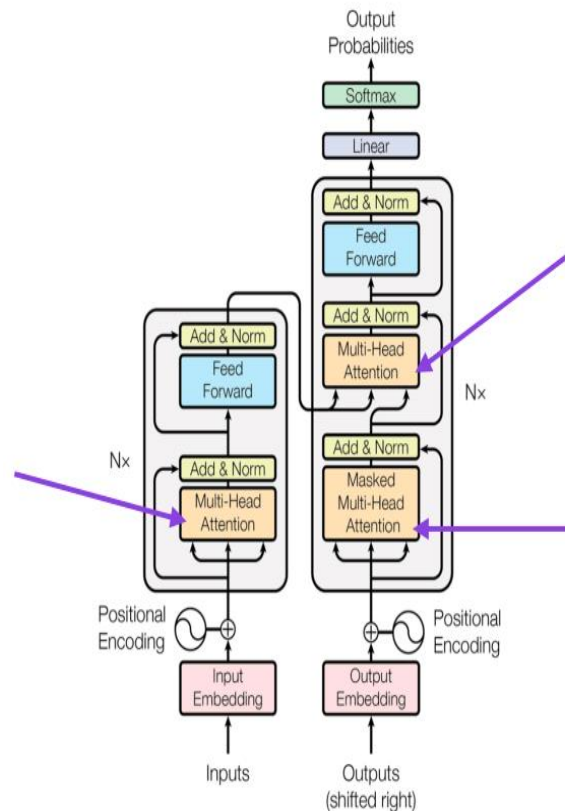 Output
Probabilities
Softmax
Linear
Add & Norm
Feed
Forward
Add & Norm
Multi-Head
Attention
Nx
Add & Norm
Masked
Multi-Head
Attention
Add & Norm
Feed
Forward
Nx
Add & Norm
Multi-Head
Attention
Positional
Encoding
Positional
Encoding
Input
Embedding
Output
Embedding
Inputs
Outputs
(shifted right)